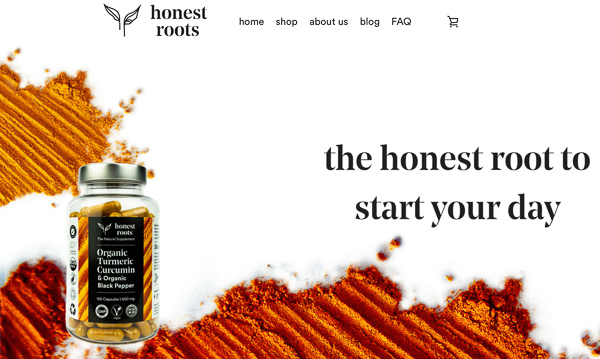 honest
roots
home shop about us blog FAQ
the honest root to
start your day
honest
roots
The Natural Supplement
Organic
Turmeric
Curcumin
& Organic
Black Pepper
120 Capsules | 600 mg